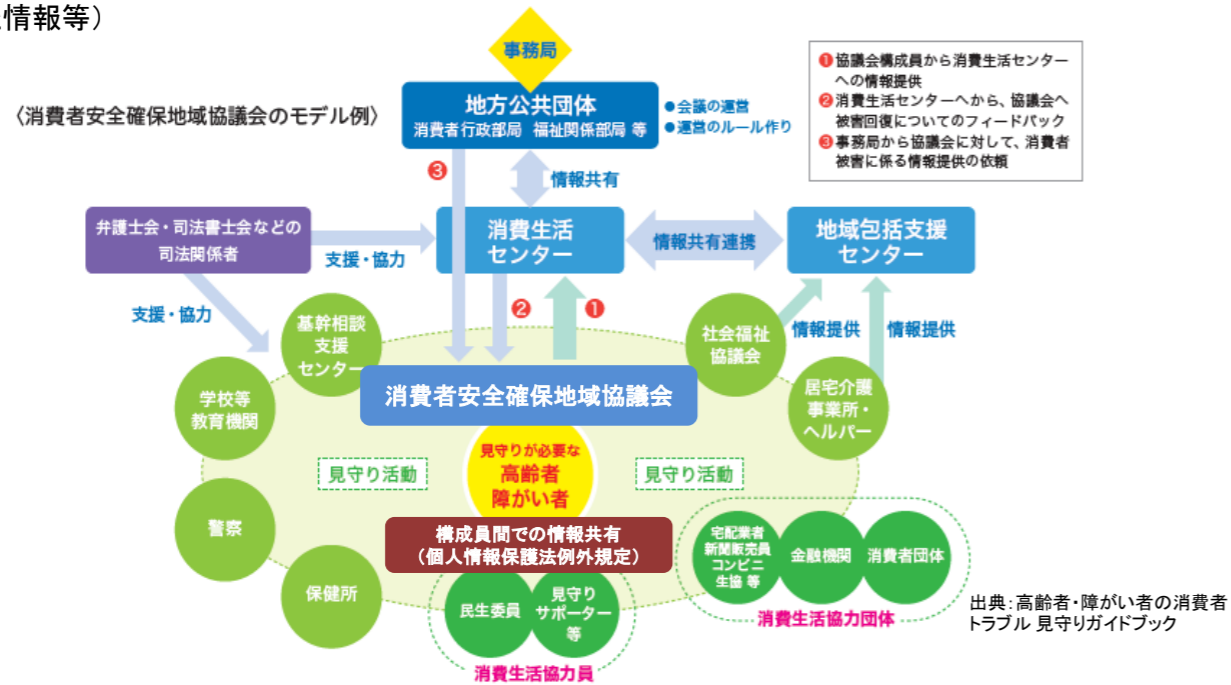 情報等）
事務局
〈消費者安全確保地域協議会のモデル例〉
地方公共団体
消費者行政部局 福祉関係部局 等
●会議の運営
●運営のルール作り
❶協議会構成員から消費生活センター
への情報提供
❷消費生活センターへから、協議会へ
被害回復についてのフィードバック
❸事務局から協議会に対して、消費者
被害に係る情報提供の依頼
❸
情報共有
弁護士会・司法書士会などの
司法関係者
支援・協力
消費生活
センター
情報共有連携
地域包括支援
センター
支援・協力
❷
❶
基幹相談
支援
センター
社会福祉
協議会
情報提供
情報提供
学校等
教育機関
消費者安全確保地域協議会
居宅介護
事業所・
ヘルパー
見守り活動
見守りが必要な
高齢者
障がい者
見守り活動
警察
構成員間での情報共有
（個人情報保護法例外規定）
宅配業者
新聞販売員
コンビニ
生協 等
金融機関
消費者団体
保健所
民生委員
見守り
サポーター
等
消費生活協力団体
消費生活協力員
出典：高齢者・障がい者の消費者
トラブル 見守りガイドブック